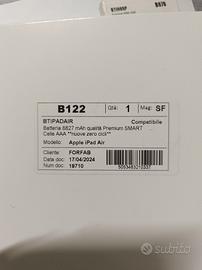 B122 Qtà: 1 Mag: SF
BTIPADAIR Compatibile
Batteria 8827 mAh qualità Premium SMART
Celle AAA **nuove zero cicli**
Modello: Apple iPad Air
Cliente: FORFAB
Data doc: 17/04/2024
Num doc: 19710
subito